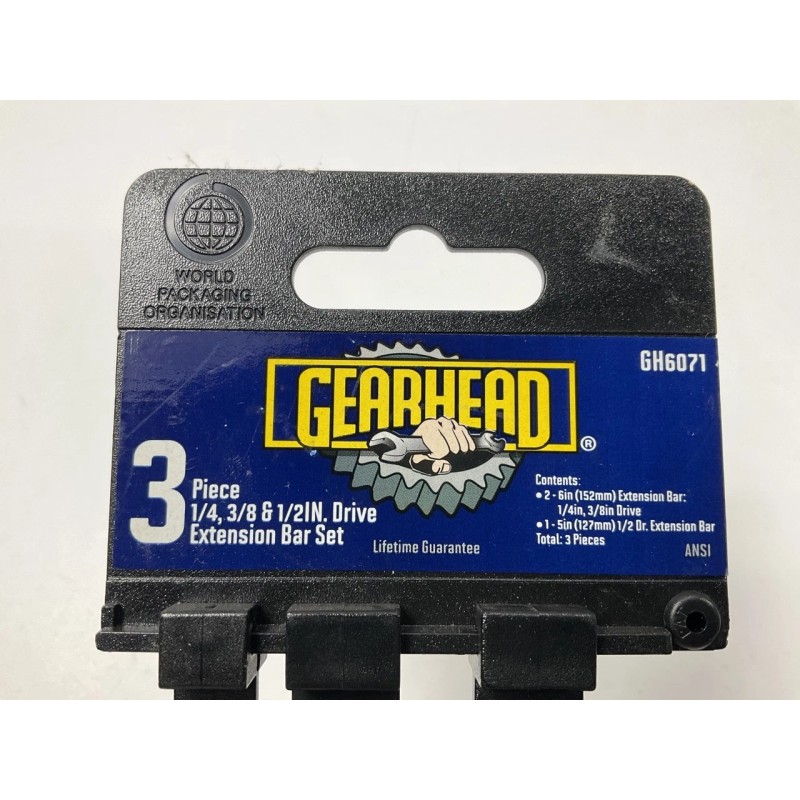 WORLD
PACKAGING
ORGANISATION
GH6071
GEARHEAD
®
3
Piece
1/4, 3/8 & 1/2IN. Drive
Extension Bar Set
Lifetime Guarantee
Contents:
• 2 - 6in (152mm) Extension Bar:
1/4in, 3/8in Drive
• 1 - 5in (127mm) 1/2 Dr. Extension Bar
Total: 3 Pieces
ANSI